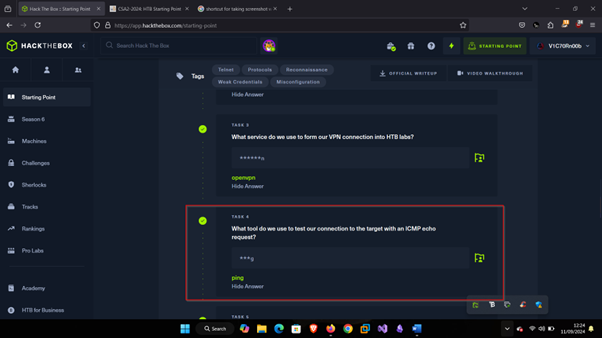 Hack The Box :: Starting Point
CSA2-2024: HTB Starting Point
shortcut for taking screenshot o
https://app.hackthebox.com/starting-point
HACKTHEBOX
Search Hack The Box
STARTING POINT
V1C70Rn00b
Starting Point
Season 6
Machines
Challenges
Sherlocks
Tracks
Rankings
Pro Labs
Academy
HTB for Business
Tags
Telnet
Protocols
Reconnaissance
Weak Credentials
Misconfiguration
OFFICIAL WRITEUP
VIDEO WALKTHROUGH
Hide Answer
TASK 3
What service do we use to form our VPN connection into HTB labs?
******n
openvpn
Hide Answer
TASK 4
What tool do we use to test our connection to the target with an ICMP echo
request?
***g
ping
Hide Answer
TASK 5
Search
12:24
11/09/2024